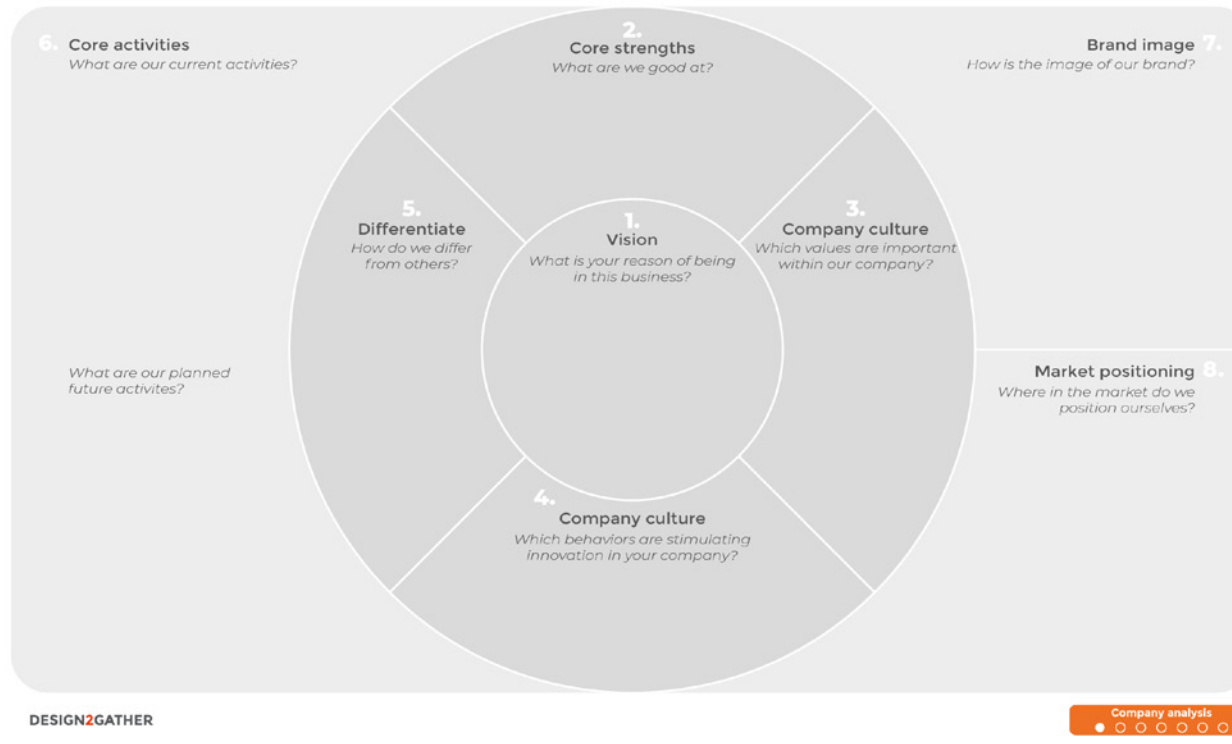 6. Core activities
What are our current activities?
2.
Core strengths
What are we good at?
Brand image 7.
How is the image of our brand?
5.
Differentiate
How do we differ
from others?
1.
Vision
What is your reason of being
in this business?
3.
Company culture
Which values are important
within our company?
What are our planned
future activites?
Market positioning 8.
Where in the market do we
position ourselves?
4.
Company culture
Which behaviors are stimulating
innovation in your company?
DESIGN2GATHER
Company analysis